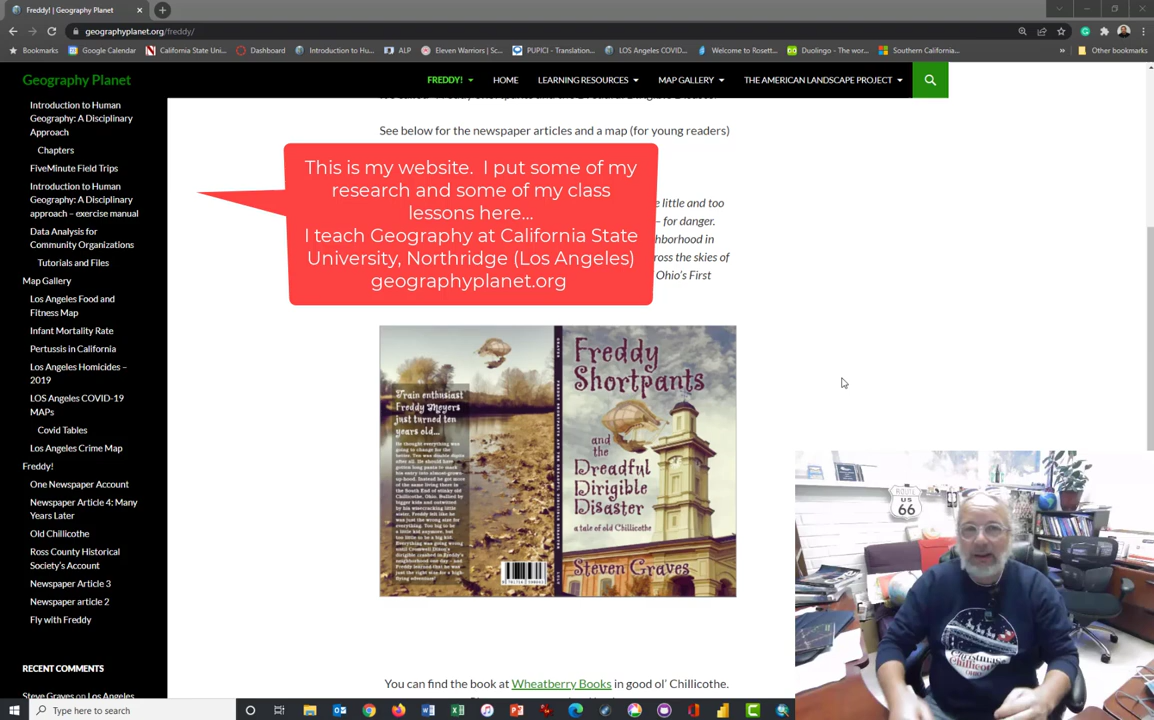 Freddy! | Geography Planet
geographyplanet.org/freddy/
Bookmarks
Google Calendar
California State Uni...
Dashboard
Introduction to Hu...
ALP
Eleven Warriors | Sc...
PUPICI - Translation...
LOS Angeles COVID...
Welcome to Rosett...
Duolingo - The wor...
Southern California...
Other bookmarks
Geography Planet
FREDDY!
HOME
LEARNING RESOURCES
MAP GALLERY
THE AMERICAN LANDSCAPE PROJECT
Introduction to Human
Geography: A Disciplinary
Approach
Chapters
FiveMinute Field Trips
Introduction to Human
Geography: A Disciplinary
approach – exercise manual
Data Analysis for
Community Organizations
Tutorials and Files
Map Gallery
Los Angeles Food and
Fitness Map
Infant Mortality Rate
Pertussis in California
Los Angeles Homicides –
2019
LOS Angeles COVID-19
MAPs
Covid Tables
Los Angeles Crime Map
Freddy!
One Newspaper Account
Newspaper Article 4: Many
Years Later
Old Chillicothe
Ross County Historical
Society's Account
Newspaper Article 3
Newspaper article 2
Fly with Freddy
RECENT COMMENTS
Steve Graves on Los Angeles
See below for the newspaper articles and a map (for young readers)
This is my website. I put some of my
research and some of my class
lessons here...
I teach Geography at California State
University, Northridge (Los Angeles)
geographyplanet.org
e little and too
– for danger.
hborhood in
ross the skies of
Ohio's First
Train enthusiast
Freddy Meyers
just turned ten
years old...
Freddy
Shortpants
and
the
Dreadful
Dirigible
Disaster
a tale of old Chillicothe
Steven Graves
You can find the book at Wheatberry Books in good ol' Chillicothe.
ROUTE
US
66
Christmas
Chillicothe
Type here to search